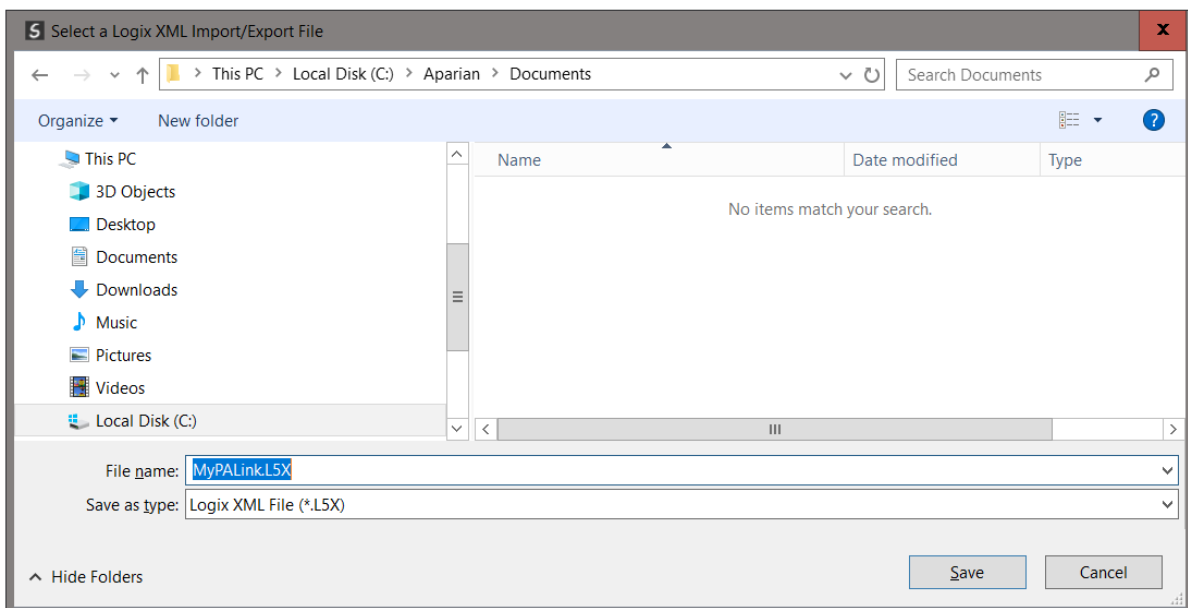 S Select a Logix XML Import/Export File x
This PC > Local Disk (C:) > Aparian > Documents Search Documents
Organize New folder ?
This PC Name Date modified Type
3D Objects
Desktop No items match your search.
Documents
Downloads
Music
Pictures
Videos
Local Disk (C:)
File name: MyPALink.L5X
Save as type: Logix XML File (*.L5X)
Hide Folders Save Cancel